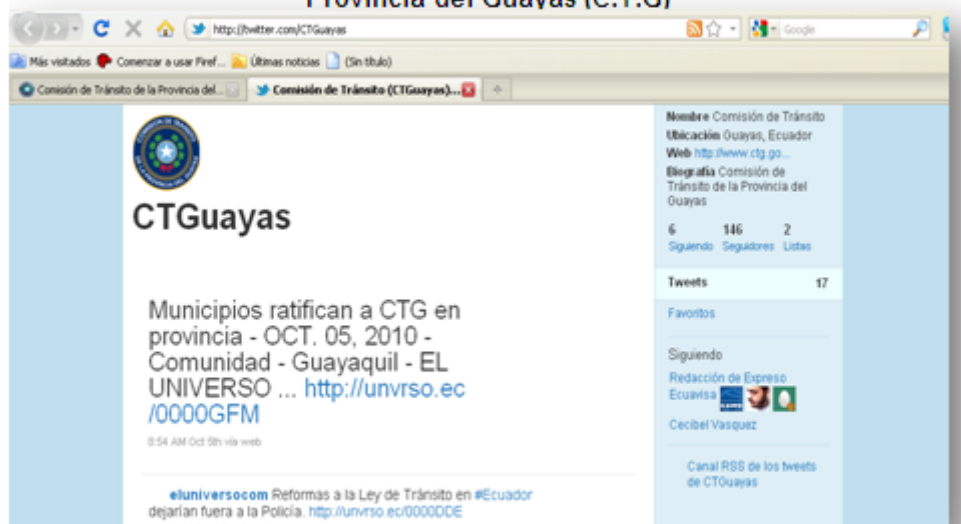 Provincia del Guayas (C.T.G)
http://twitter.com/CTGuayas
Google
Más visitados Comenzar a usar Firef... Últimas noticias (Sin título)
Comisión de Tránsito de la Provincia del... Comisión de Tránsito (CTGuayas)...
CTGuayas
Municipios ratifican a CTG en
provincia - OCT. 05, 2010 -
Comunidad - Guayaquil - EL
UNIVERSO ... http://unvrso.ec
/0000GFM
8:54 AM Oct 5th vía web
eluniversocom Reformas a la Ley de Tránsito en #Ecuador
dejarían fuera a la Policía. http://unvrso.ec/0000DDE
Nombre Comisión de Tránsito
Ubicación Guayas, Ecuador
Web http://www.ctg.go...
Biografía Comisión de
Tránsito de la Provincia del
Guayas
6 146 2
Siguiendo Seguidores Listas
Tweets 17
Favoritos
Siguiendo
Redacción de Expreso
Ecuavisa
Cecibel Vasquez
Canal RSS de los tweets
de CTGuayas